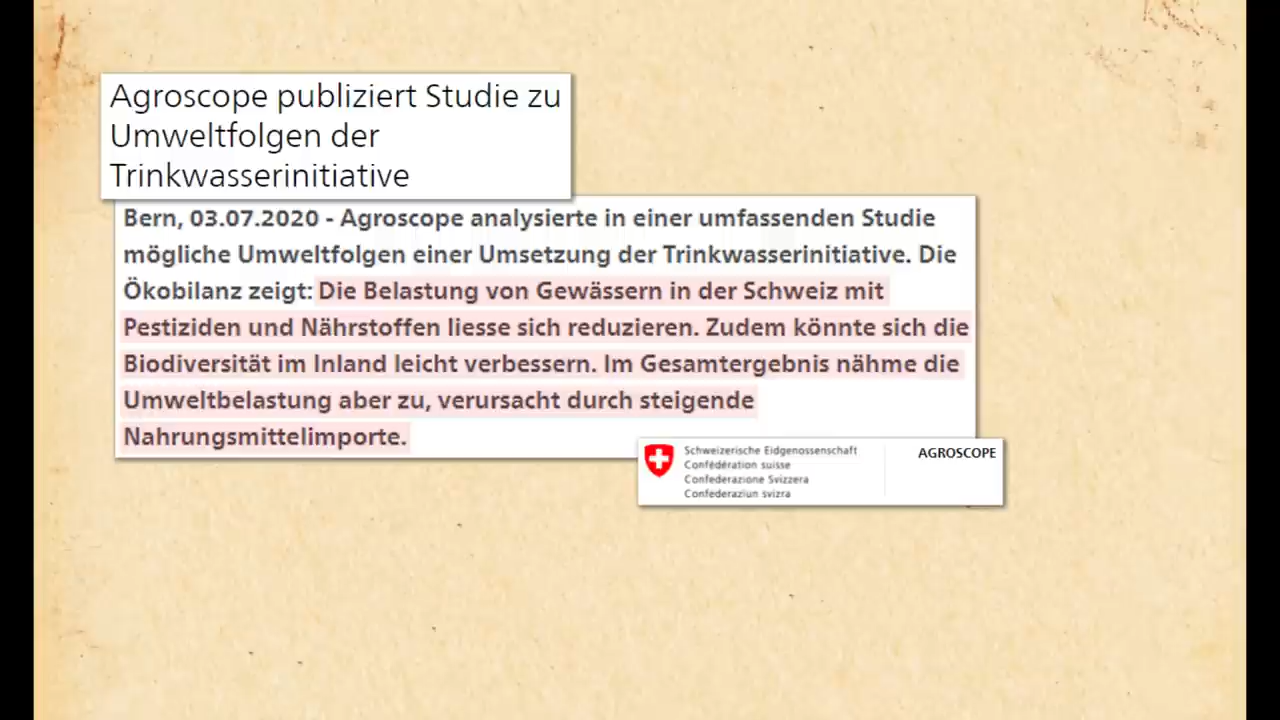 Agroscope publiziert Studie zu
Umweltfolgen der
Trinkwasserinitiative
Bern, 03.07.2020 - Agroscope analysierte in einer umfassenden Studie
mögliche Umweltfolgen einer Umsetzung der Trinkwasserinitiative. Die
Ökobilanz zeigt: Die Belastung von Gewässern in der Schweiz mit
Pestiziden und Nährstoffen liesse sich reduzieren. Zudem könnte sich die
Biodiversität im Inland leicht verbessern. Im Gesamtergebnis nähme die
Umweltbelastung aber zu, verursacht durch steigende
Nahrungsmittelimporte.
Schweizerische Eidgenossenschaft
Confédération suisse
Confederazione Svizzera
Confederaziun svizra
AGROSCOPE